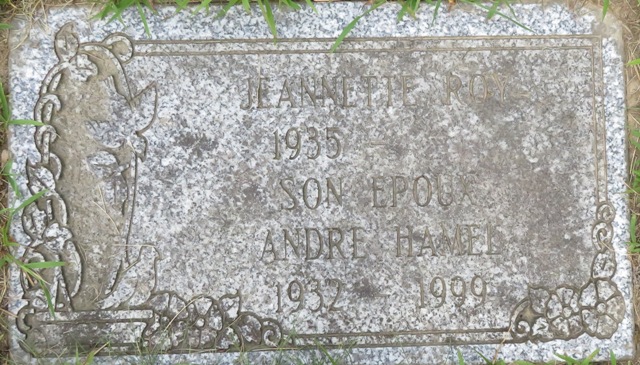 JEANNETTE ROY
1935 -
SON EPOUX
ANDRE HAMEL
1932 - 1999